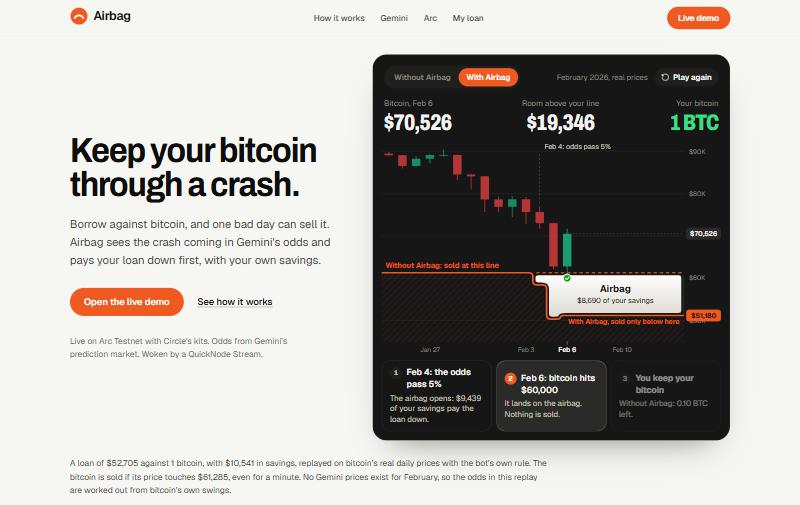 Airbag
How it works
Gemini
Arc
My loan
Live demo
Keep your bitcoin
through a crash.
Borrow against bitcoin, and one bad day can sell it.
Airbag sees the crash coming in Gemini's odds and
pays your loan down first, with your own savings.
Open the live demo
See how it works
Live on Arc Testnet with Circle's kits. Odds from Gemini's
prediction market. Woken by a QuickNode Stream.
Without Airbag
With Airbag
February 2026, real prices
Play again
Bitcoin, Feb 6
$70,526
Room above your line
$19,346
Your bitcoin
1 BTC
Feb 4: odds pass 5%
$90K
$80K
$70,526
Without Airbag: sold at this line
$60K
Airbag
$8,690 of your savings
$51,180
With Airbag, sold only below here
Jan 27
Feb 3
Feb 6
Feb 10
1
Feb 4: the odds
pass 5%
The airbag opens: $9,439
of your savings pay the
loan down.
2
Feb 6: bitcoin hits
$60,000
It lands on the airbag.
Nothing is sold.
3
You keep your
bitcoin
Without Airbag: 0.10 BTC
left.
A loan of $52,705 against 1 bitcoin, with $10,541 in savings, replayed on bitcoin's real daily prices with the bot's own rule. The
bitcoin is sold if its price touches $61,285, even for a minute. No Gemini prices exist for February, so the odds in this replay
are worked out from bitcoin's own swings.